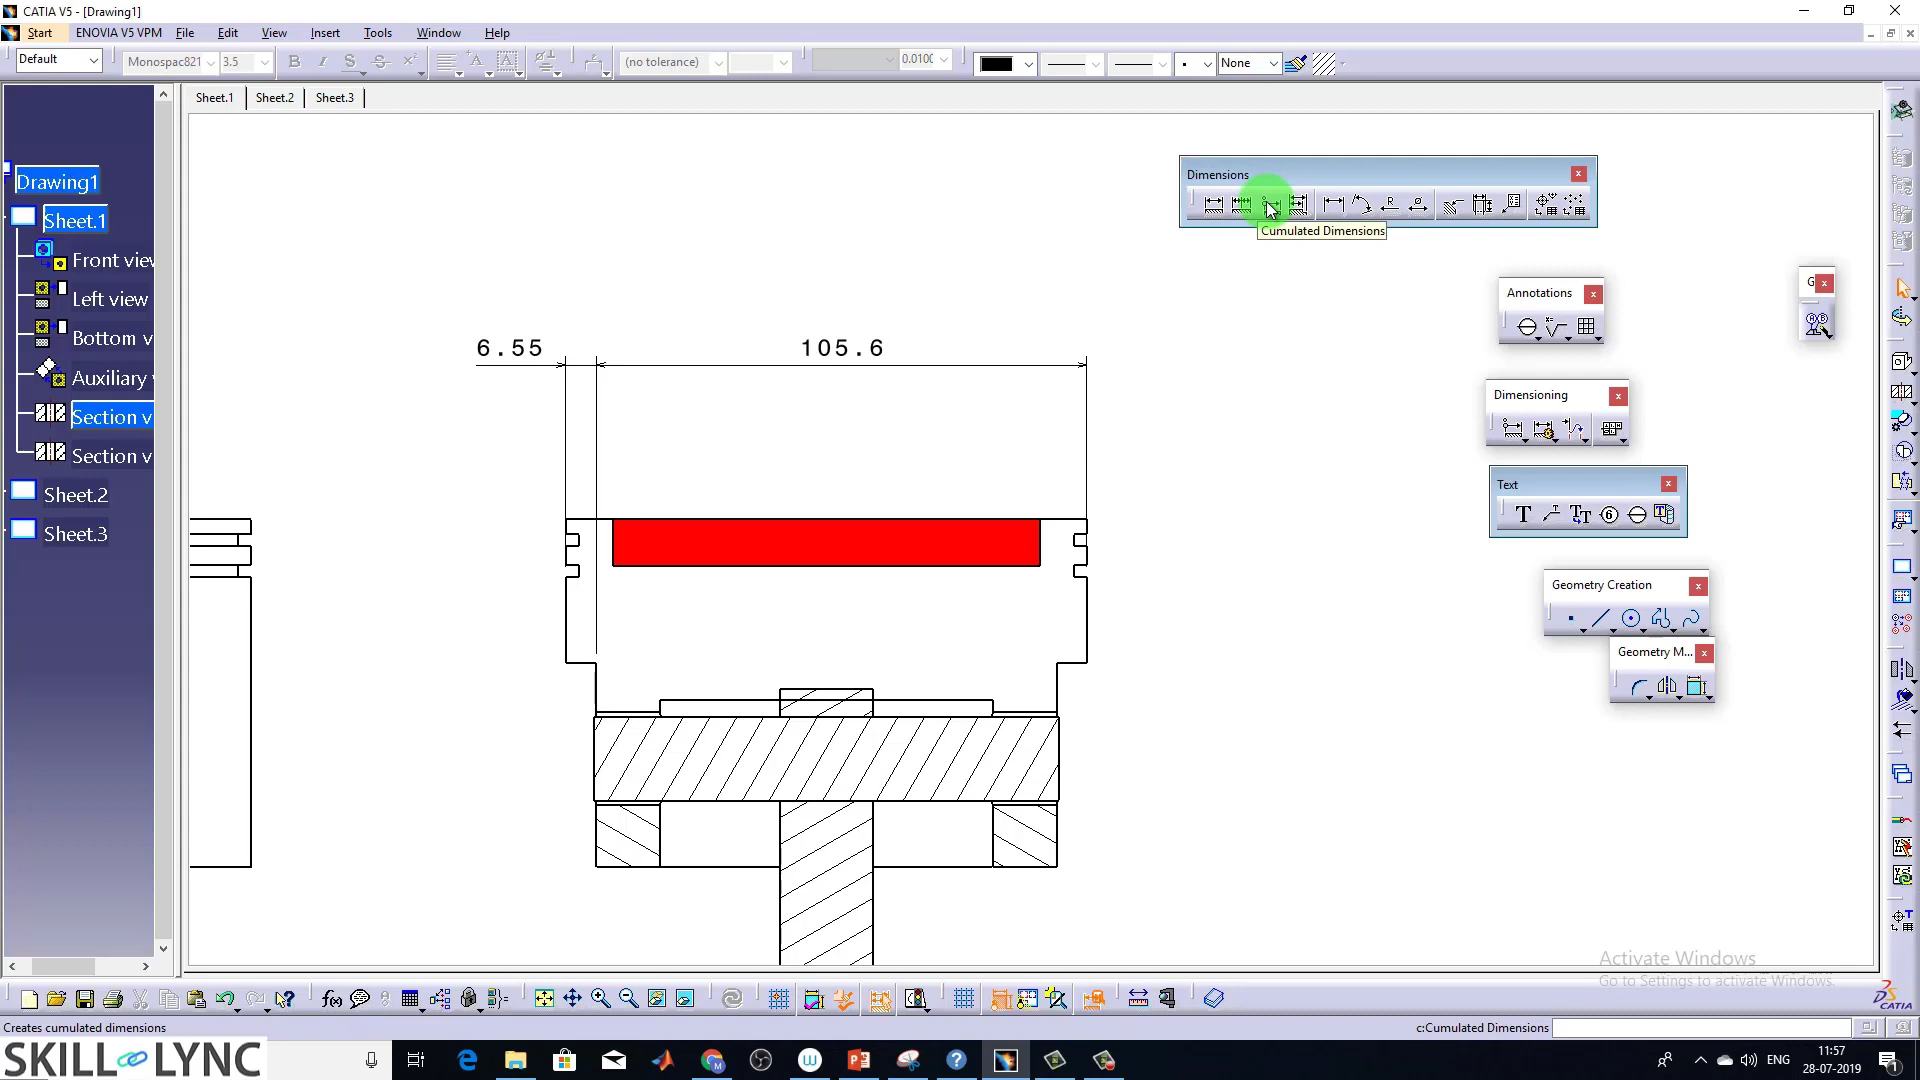 CATIA V5 - [Drawing1]
Start ENOVIA V5 VPM File Edit View Insert Tools Window Help
Default Monospac821 3.5 (no tolerance) 0.010 None
Sheet.1 Sheet.2 Sheet.3
Dimensions
Cumulated Dimensions
Drawing1
Sheet.1
Front view
Left view
Bottom v
Auxiliary
Section v
Section v
Sheet.2
Sheet.3
Annotations
G
6.55 105.6
Dimensioning
Text
Geometry Creation
Geometry M...
Activate Windows
Go to Settings to activate Windows.
Creates cumulated dimensions
c:Cumulated Dimensions
SKILL LYNC
ENG
11:57
28-07-2019